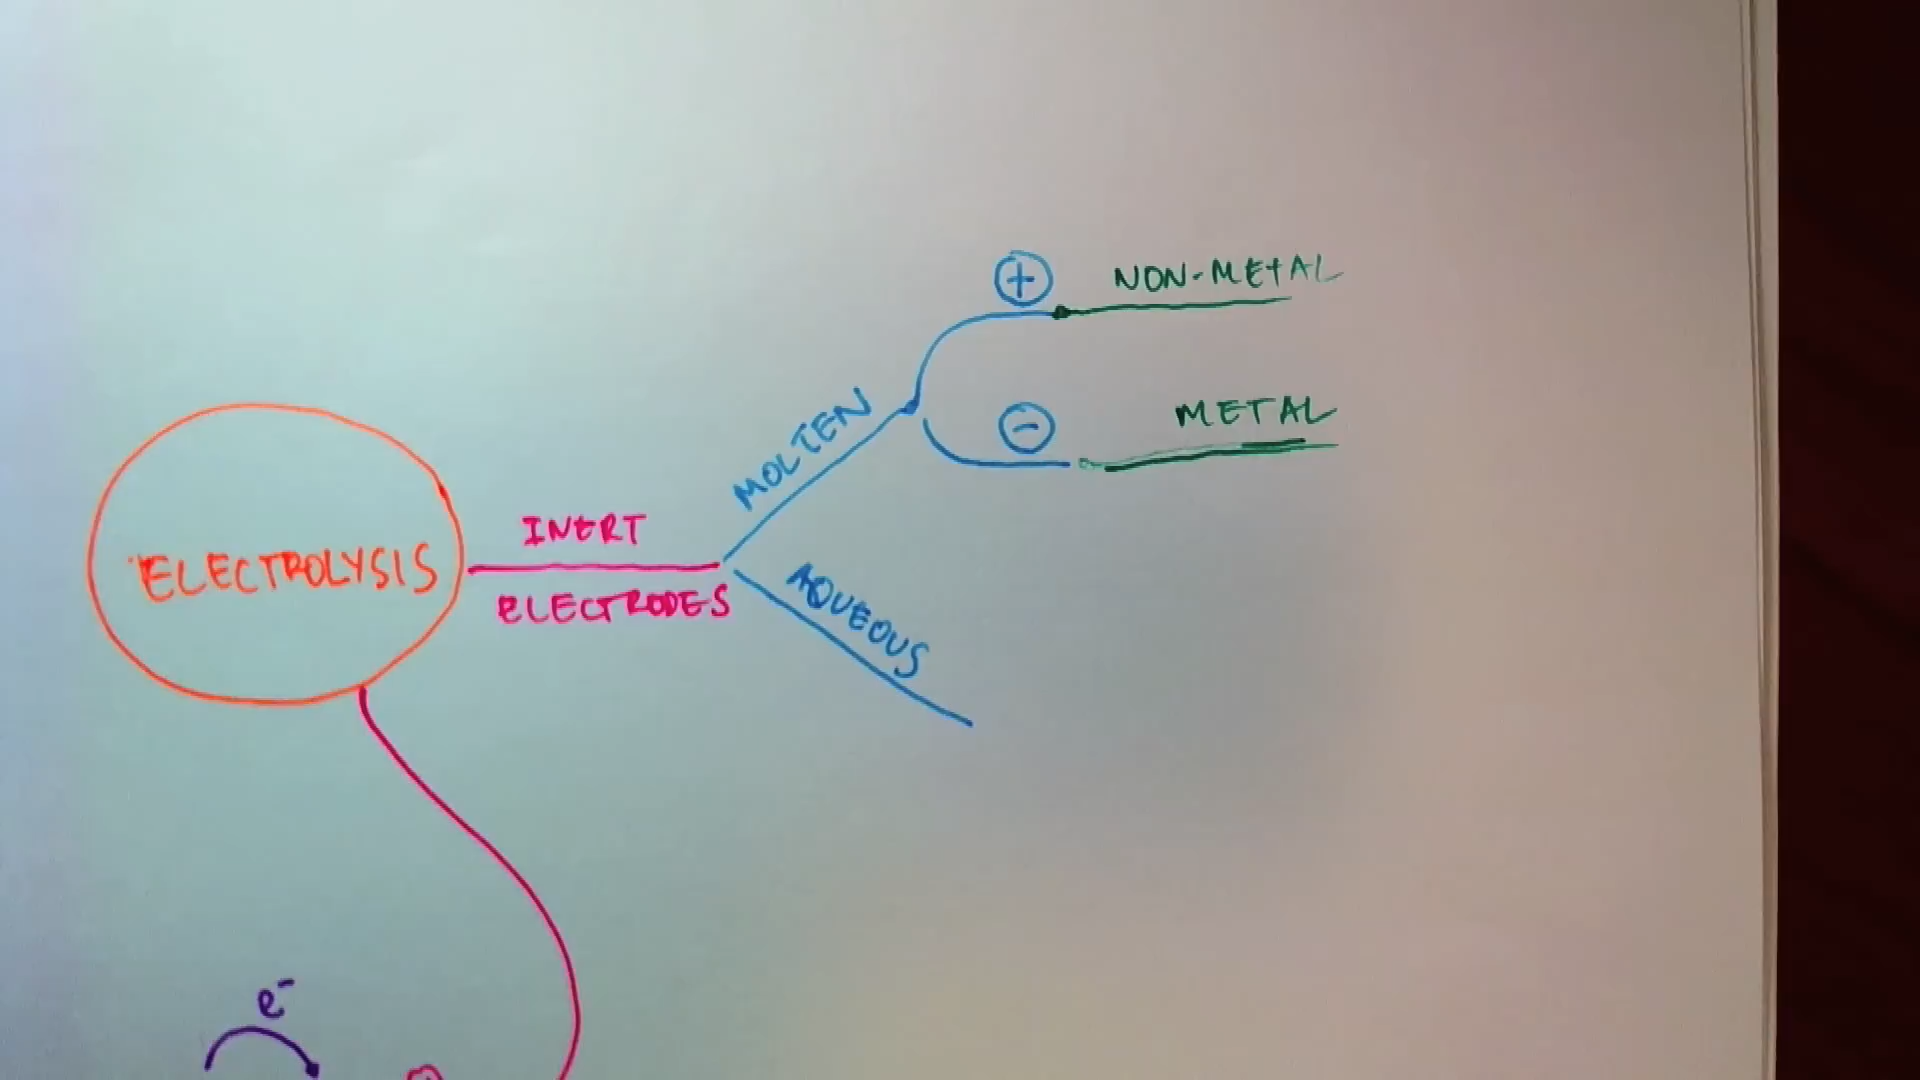 +
NON-METAL
MOLTEN
-
METAL
ELECTROLYSIS
INERT
ELECTRODES
AQUEOUS
e-